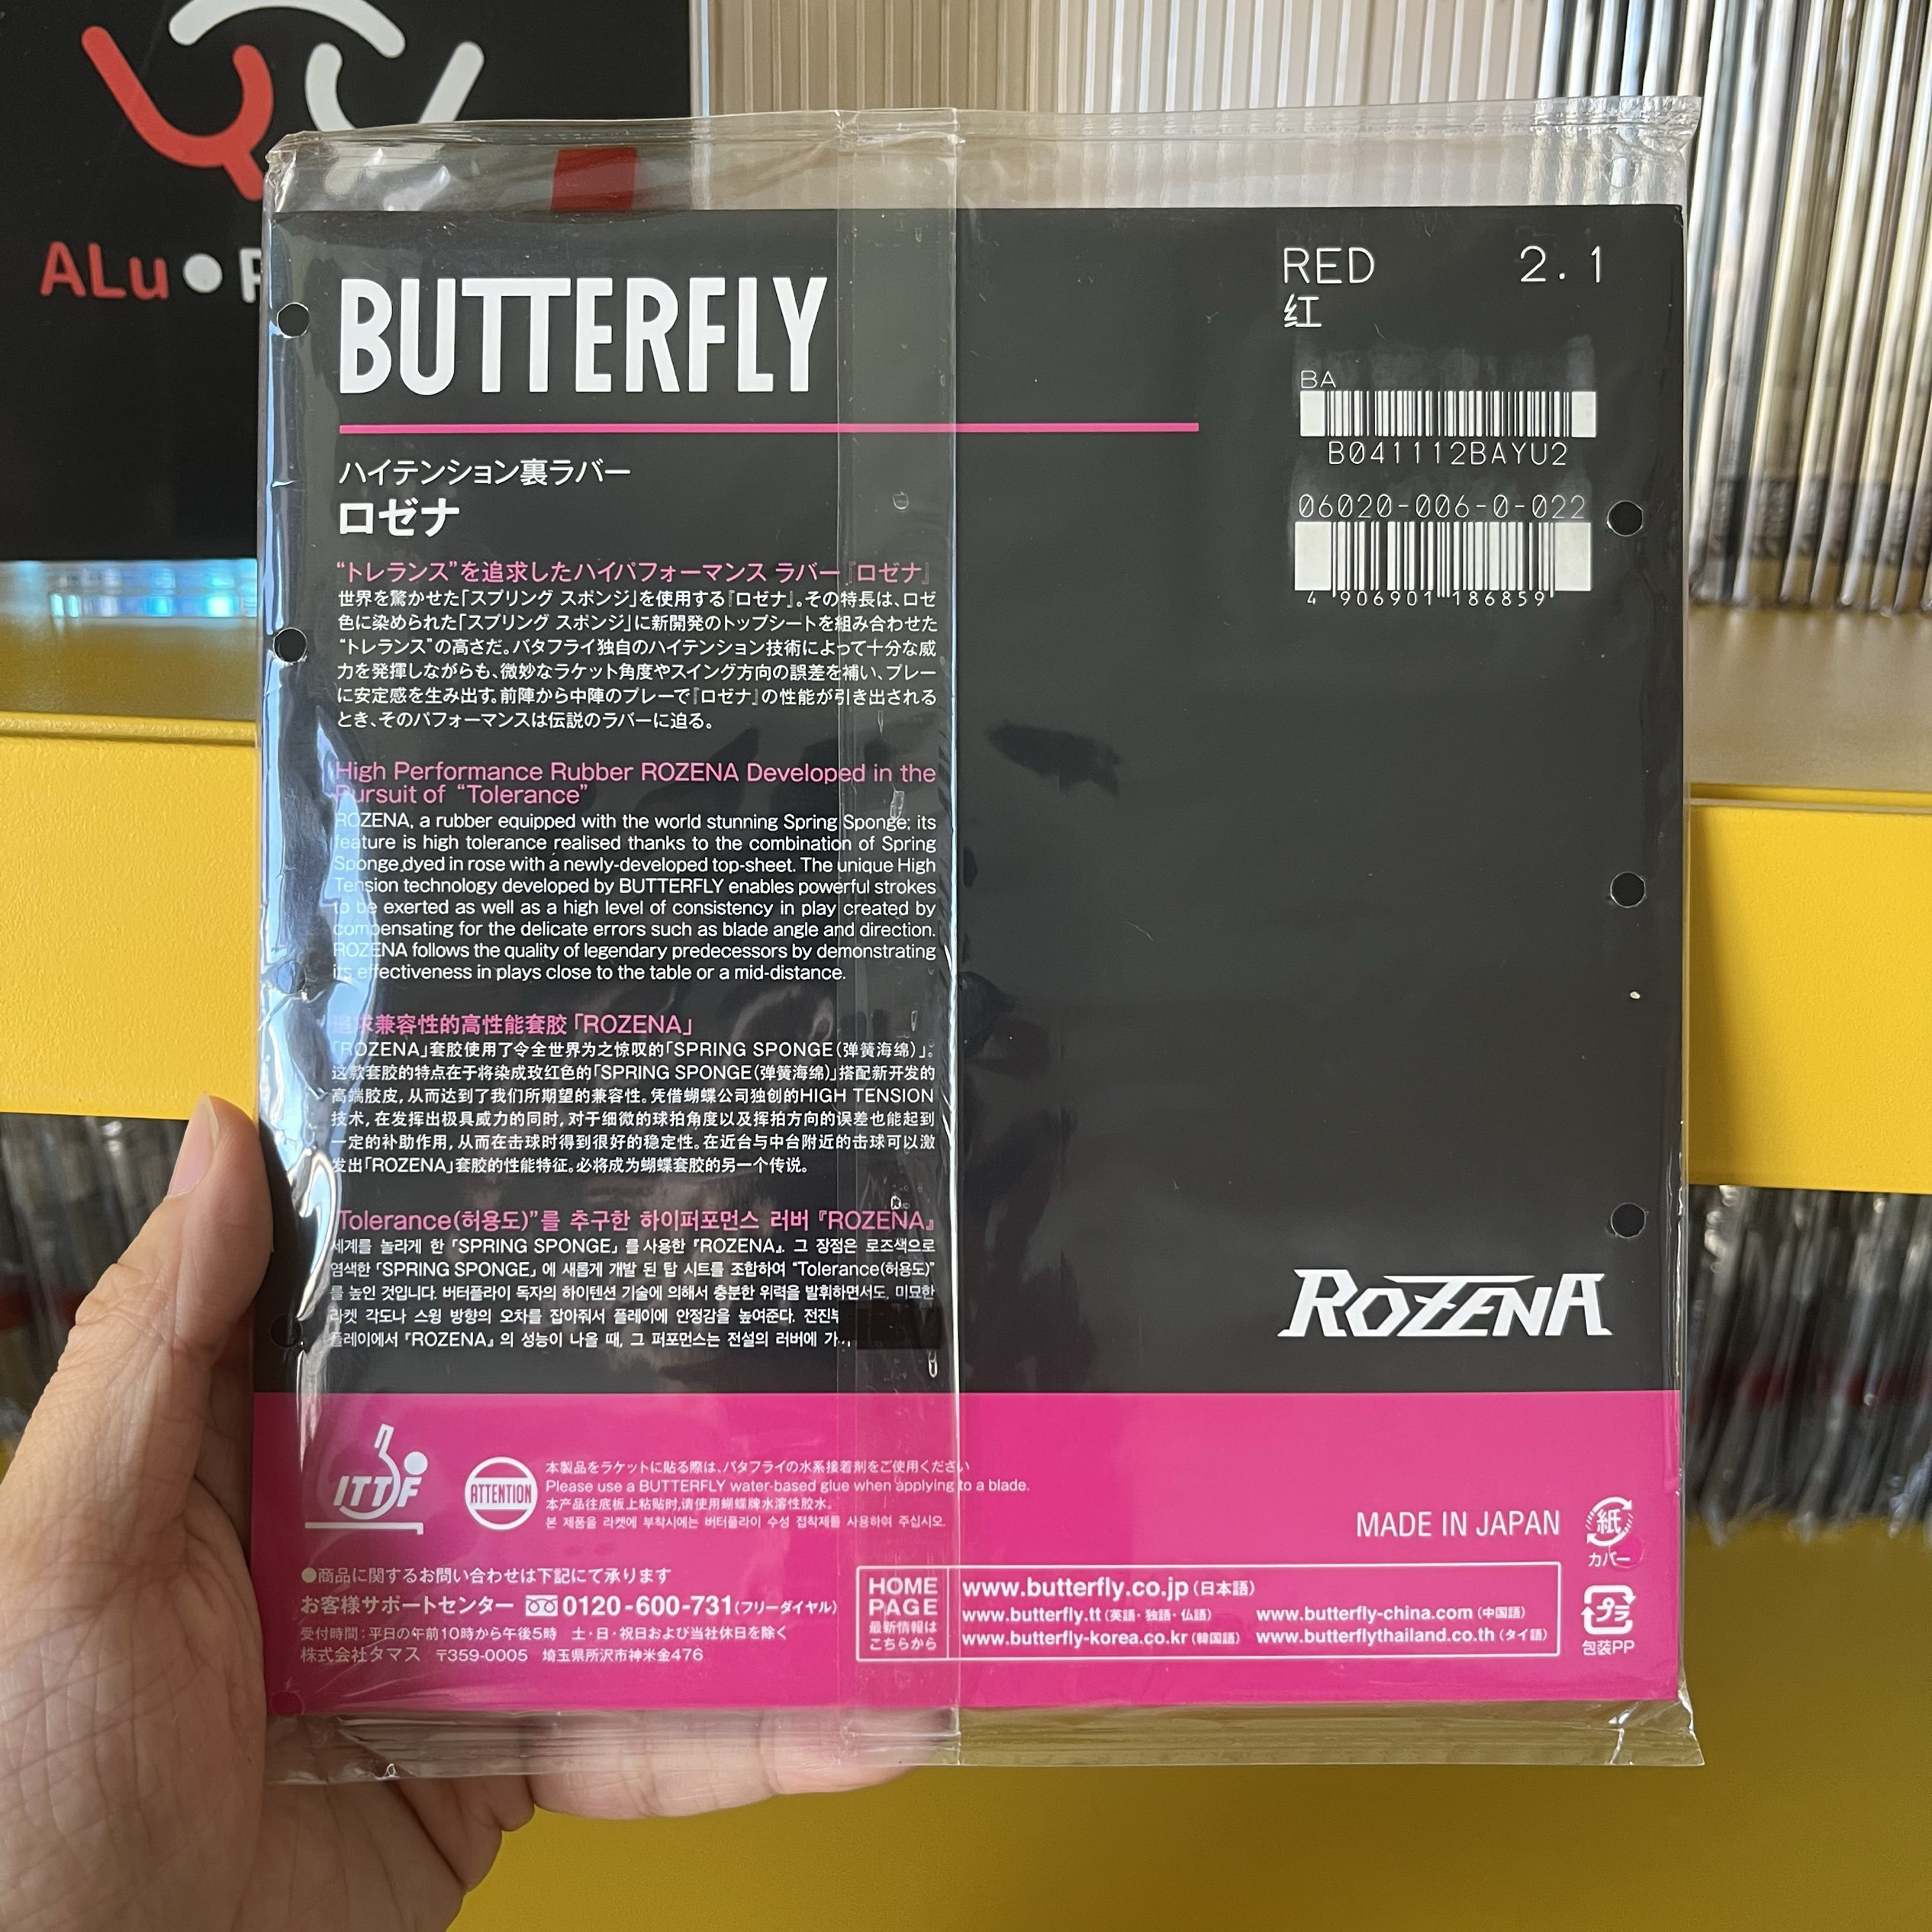 ALu
BUTTERFLY
ハイテンション裏ラバー
ロゼナ
“トレランス”を追求したハイパフォーマンス ラバー『ロゼナ』
世界を驚かせた「スプリング スポンジ」を使用する『ロゼナ』。その特長は、ロゼ
色に染められた「スプリング スポンジ」に新開発のトップシートを組み合わせた
“トレランス”の高さだ。バタフライ独自のハイテンション技術によって十分な威
力を発揮しながらも、微妙なラケット角度やスイング方向の誤差を補い、プレー
に安定感を生み出す。前陣から中陣のプレーで『ロゼナ』の性能が引き出される
とき、そのパフォーマンスは伝説のラバーに迫る。
High Performance Rubber ROZENA Developed in the
Pursuit of “Tolerance”
ROZENA, a rubber equipped with the world stunning Spring Sponge; its
feature is high tolerance realised thanks to the combination of Spring
Sponge dyed in rose with a newly-developed top-sheet. The unique High
Tension technology developed by BUTTERFLY enables powerful strokes
to be exerted as well as a high level of consistency in play created by
compensating for the delicate errors such as blade angle and direction.
ROZENA follows the quality of legendary predecessors by demonstrating
its effectiveness in plays close to the table or a mid-distance.
追求兼容性的高性能套胶「ROZENA」
「ROZENA」套胶使用了令全世界为之惊叹的「SPRING SPONGE(弹簧海绵)」。
这款套胶的特点在于将染成玫红色的「SPRING SPONGE(弹簧海绵)」搭配新开发的
高端胶皮, 从而达到了我们所期望的兼容性。凭借蝴蝶公司独创的HIGH TENSION
技术, 在发挥出极具威力的同时, 对于细微的球拍角度以及挥拍方向的误差也能起到
一定的补助作用, 从而在击球时得到很好的稳定性。在近台与中台附近的击球可以激
发出「ROZENA」套胶的性能特征。必将成为蝴蝶套胶的另一个传说。
Tolerance(허용도)”를 추구한 하이퍼포먼스 러버 『ROZENA』
세계를 놀라게 한 「SPRING SPONGE」 를 사용한 『ROZENA』. 그 장점은 로즈색으로
염색한 「SPRING SPONGE」 에 새롭게 개발 된 탑 시트를 조합하여 “Tolerance(허용도)”
를 높인 것입니다. 버터플라이 독자의 하이텐션 기술에 의해서 충분한 위력을 발휘하면서도, 미묘한
라켓 각도나 스윙 방향의 오차를 잡아줘서 플레이에 안정감을 높여준다. 전진부
플레이에서 『ROZENA』 의 성능이 나올 때, 그 퍼포먼스는 전설의 러버에
RED 2.1
红
BA
B041112BAYU2
06020-006-0-022
4 906901 186859
ROZENA
ITTF
ATTENTION
本製品をラケットに貼る際は、バタフライの水系接着剤をご使用ください
Please use a BUTTERFLY water-based glue when applying to a blade.
本产品往底板上粘贴时,请使用蝴蝶牌水溶性胶水。
본 제품을 라켓에 부착시에는 버터플라이 수성 접착제를 사용하여 주십시오.
MADE IN JAPAN
紙
カバー
プラ
包装PP
●商品に関するお問い合わせは下記にて承ります
お客様サポートセンター 0120-600-731(フリーダイヤル)
受付時間:平日の午前10時から午後5時 土・日・祝日および当社休日を除く
株式会社タマス 〒359-0005 埼玉県所沢市神米金476
HOME PAGE
最新情報は
こちらから
www.butterfly.co.jp(日本語)
www.butterfly.tt(英語・独語・仏語) www.butterfly-china.com(中国語)
www.butterfly-korea.co.kr(韓国語) www.butterflythailand.co.th(タイ語)